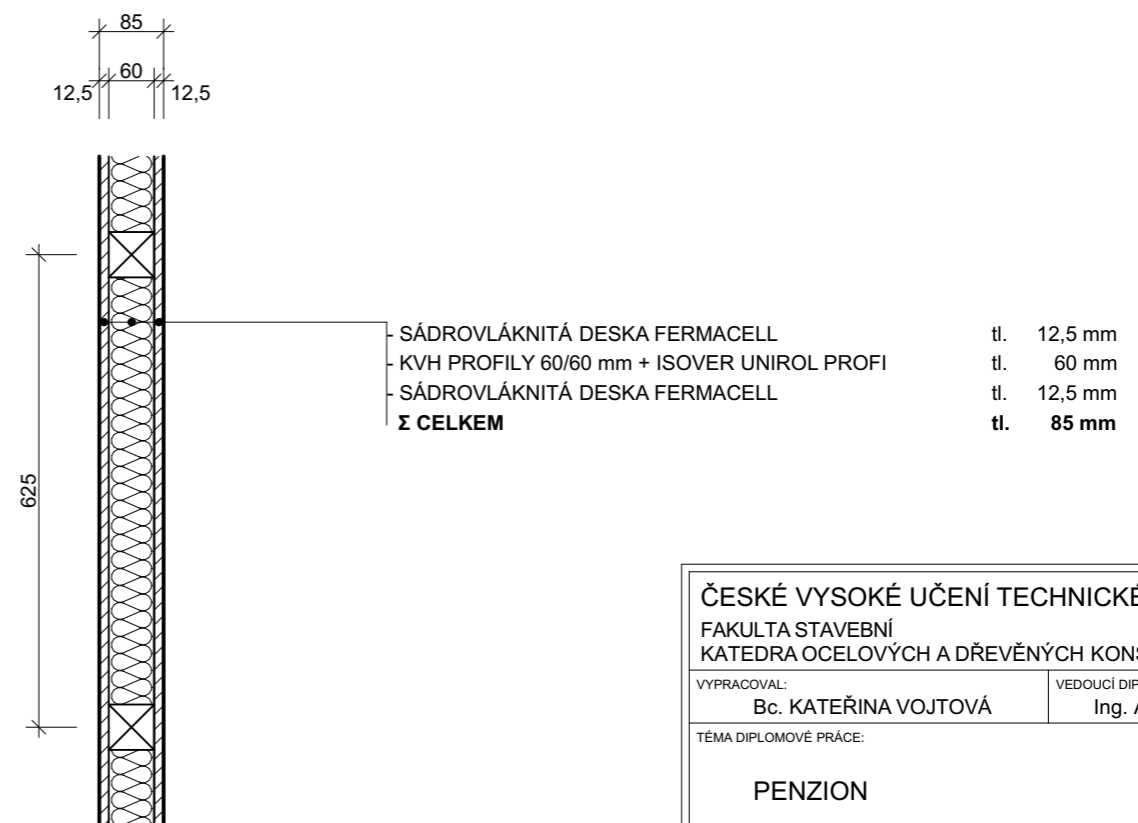 85
60
12,5 12,5
- SÁDROVLÁKNITÁ DESKA FERMACELL tl. 12,5 mm
- KVH PROFILY 60/60 mm + ISOVER UNIROL PROFI tl. 60 mm
- SÁDROVLÁKNITÁ DESKA FERMACELL tl. 12,5 mm
Σ CELKEM tl. 85 mm
625
ČESKÉ VYSOKÉ UČENÍ TECHNICKÉ
FAKULTA STAVEBNÍ
KATEDRA OCELOVÝCH A DŘEVĚNÝCH KONS
VYPRACOVAL: VEDOUCÍ DIP
Bc. KATEŘINA VOJTOVÁ Ing. A
TÉMA DIPLOMOVÉ PRÁCE:
PENZION